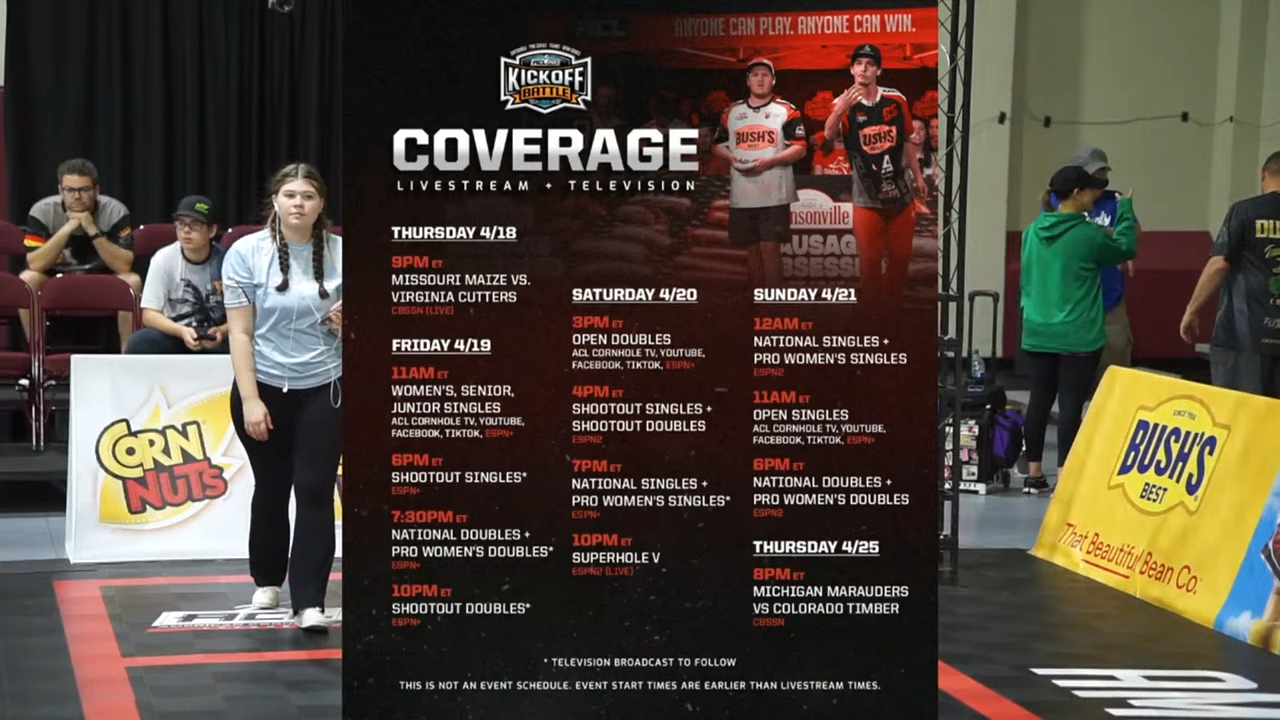 ANYONE CAN PLAY. ANYONE CAN WIN.
KICKOFF
BATTLE
COVERAGE
LIVESTREAM + TELEVISION
THURSDAY 4/18
9PM ET
MISSOURI MAIZE VS.
VIRGINIA CUTTERS
CBSSN (LIVE)
FRIDAY 4/19
11AM ET
WOMEN'S, SENIOR,
JUNIOR SINGLES
ACL CORNHOLE TV, YOUTUBE,
FACEBOOK, TIKTOK, ESPN+
6PM ET
SHOOTOUT SINGLES*
ESPN+
7:30PM ET
NATIONAL DOUBLES +
PRO WOMEN'S DOUBLES*
ESPN+
10PM ET
SHOOTOUT DOUBLES*
ESPN+
SATURDAY 4/20
3PM ET
OPEN DOUBLES
ACL CORNHOLE TV, YOUTUBE,
FACEBOOK, TIKTOK, ESPN+
4PM ET
SHOOTOUT SINGLES +
SHOOTOUT DOUBLES
ESPN2
7PM ET
NATIONAL SINGLES +
PRO WOMEN'S SINGLES*
ESPN+
10PM ET
SUPERHOLE V
ESPN2 (LIVE)
SUNDAY 4/21
12AM ET
NATIONAL SINGLES +
PRO WOMEN'S SINGLES
ESPN2
11AM ET
OPEN SINGLES
ACL CORNHOLE TV, YOUTUBE,
FACEBOOK, TIKTOK, ESPN+
6PM ET
NATIONAL DOUBLES +
PRO WOMEN'S DOUBLES
ESPN2
THURSDAY 4/25
8PM ET
MICHIGAN MARAUDERS
VS COLORADO TIMBER
CBSSN
* TELEVISION BROADCAST TO FOLLOW
THIS IS NOT AN EVENT SCHEDULE. EVENT START TIMES ARE EARLIER THAN LIVESTREAM TIMES.
BUSH'S
BEST
BUSH'S
BEST
nsonville
AUSAG
BSESSE
CORN
NUTS
SINCE 1908
BUSH'S
BEST
That Beautiful Bean Co.